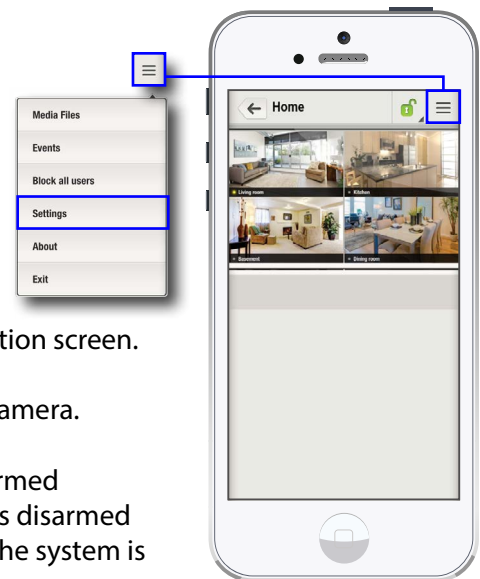 Media Files
Events
Block all users
Settings
About
Exit
Home
Living room
Kitchen
Basement
Dining room
tion screen.
amera.
rmed
s disarmed
he system is